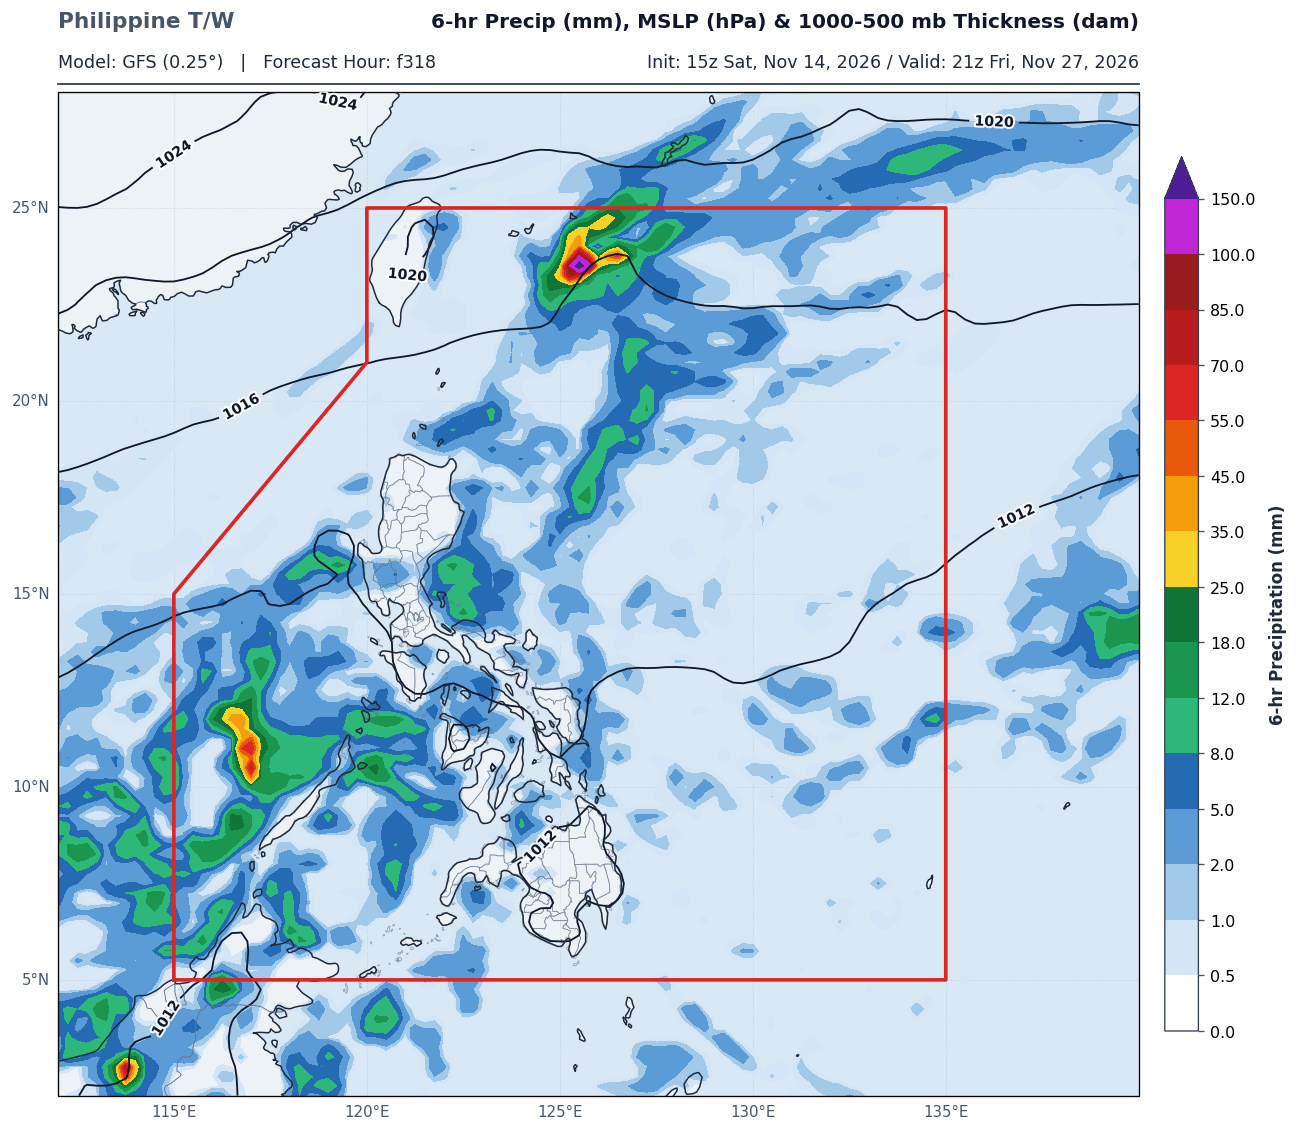 Philippine T/W
6-hr Precip (mm), MSLP (hPa) & 1000-500 mb Thickness (dam)
Model: GFS (0.25°) | Forecast Hour: f318
Init: 15z Sat, Nov 14, 2026 / Valid: 21z Fri, Nov 27, 2026
1024
1024
1020
1020
1016
1012
1012
1012
25°N
20°N
15°N
10°N
5°N
115°E
120°E
125°E
130°E
135°E
150.0
100.0
85.0
70.0
55.0
45.0
35.0
25.0
18.0
12.0
8.0
5.0
2.0
1.0
0.5
0.0
6-hr Precipitation (mm)